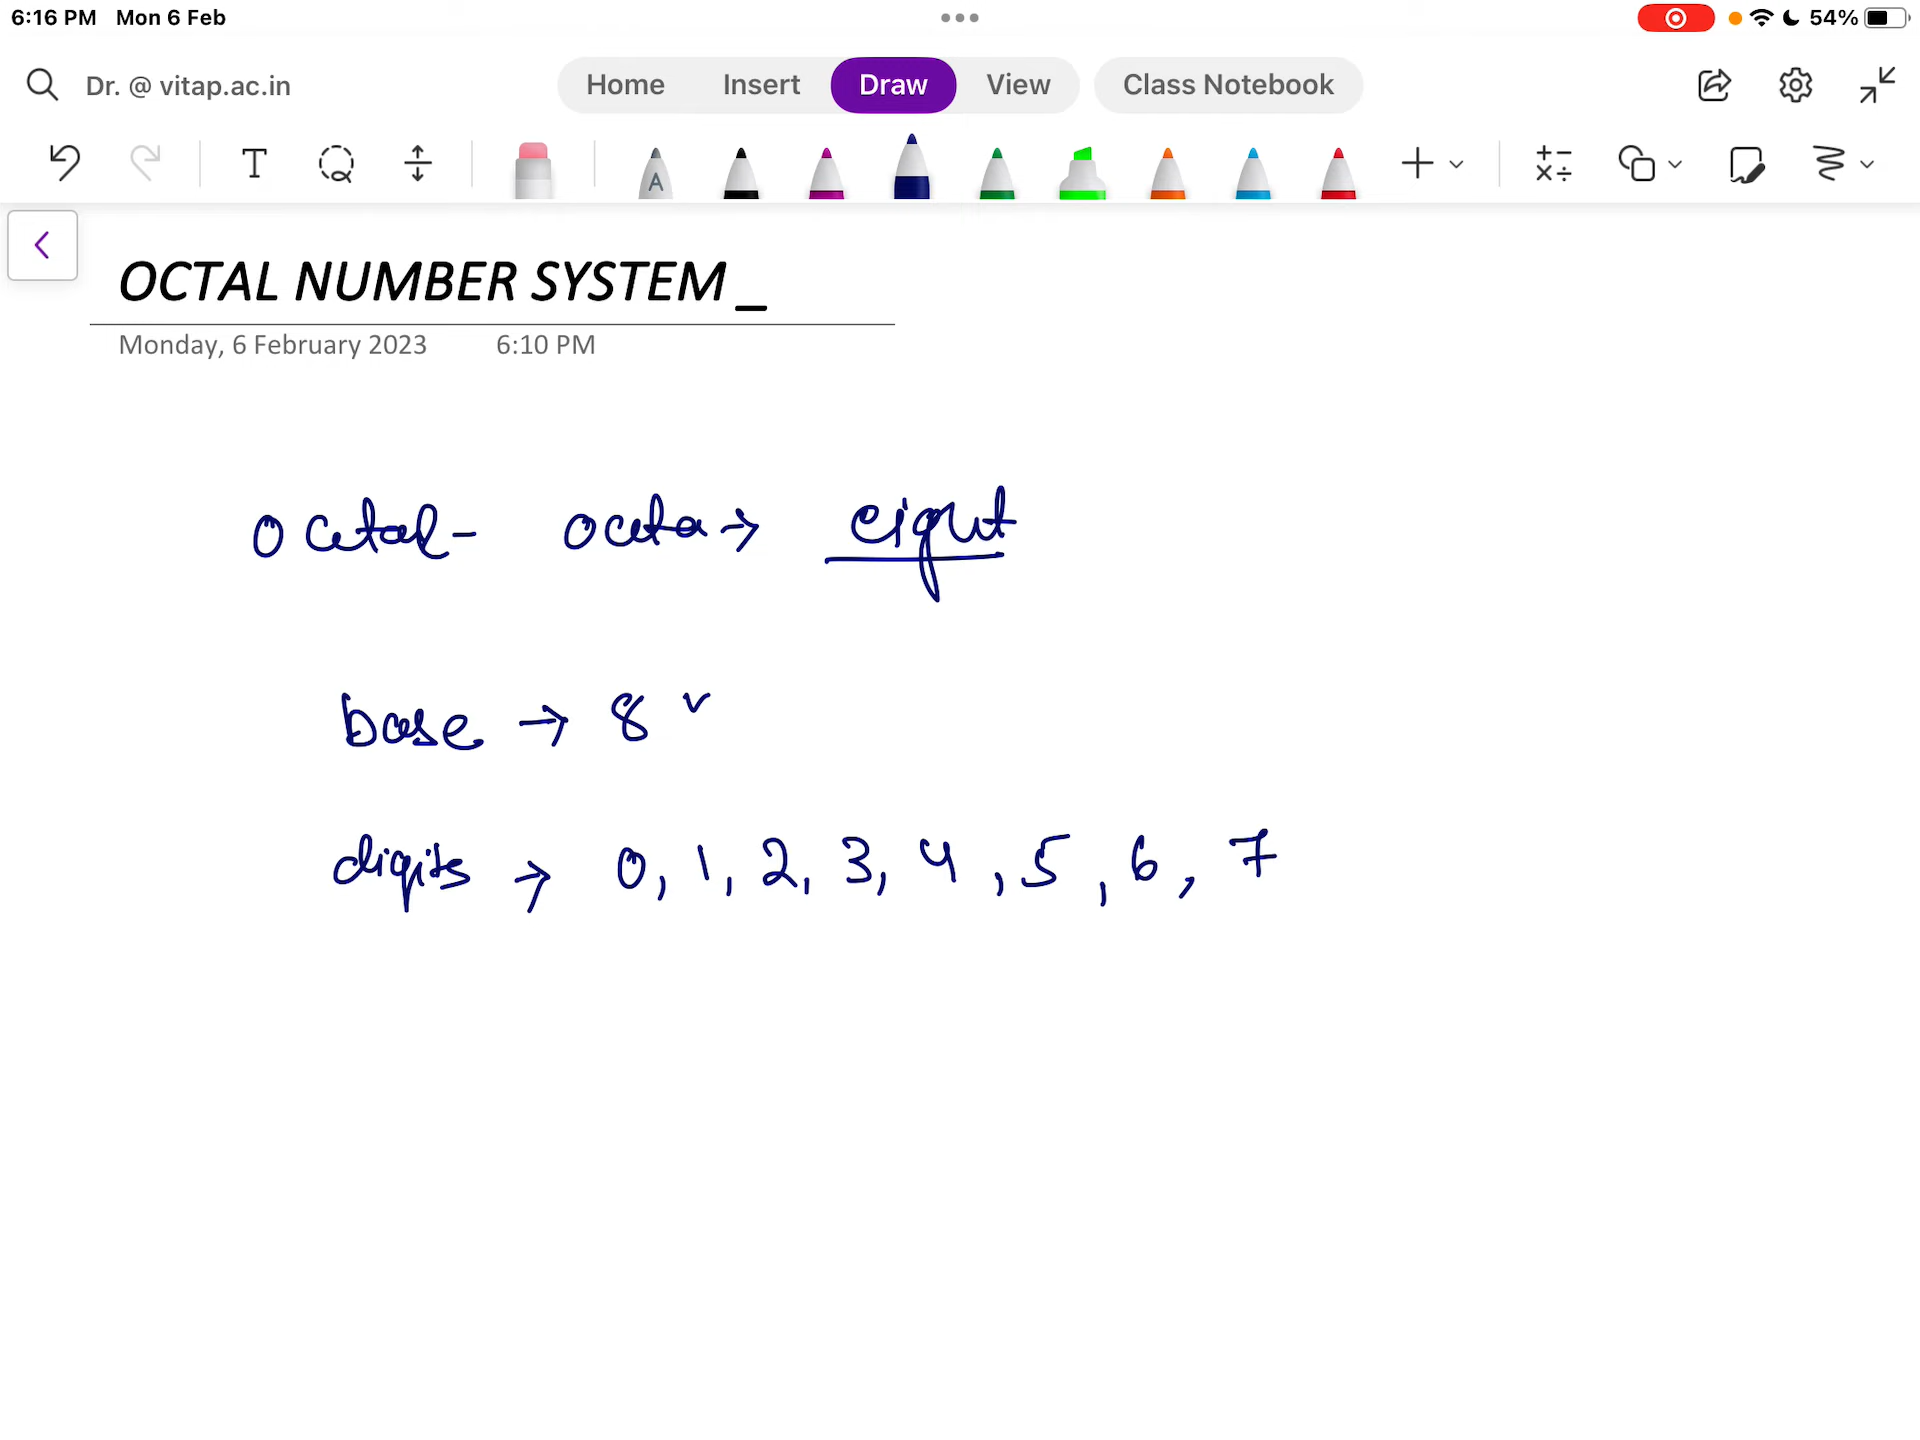 6:16 PM Mon 6 Feb 54%
Dr. @ vitap.ac.in Home Insert Draw View Class Notebook
T A
OCTAL NUMBER SYSTEM _
Monday, 6 February 2023 6:10 PM
octal - octa → eight
base → 8 ✓
digits → 0, 1, 2, 3, 4, 5, 6, 7